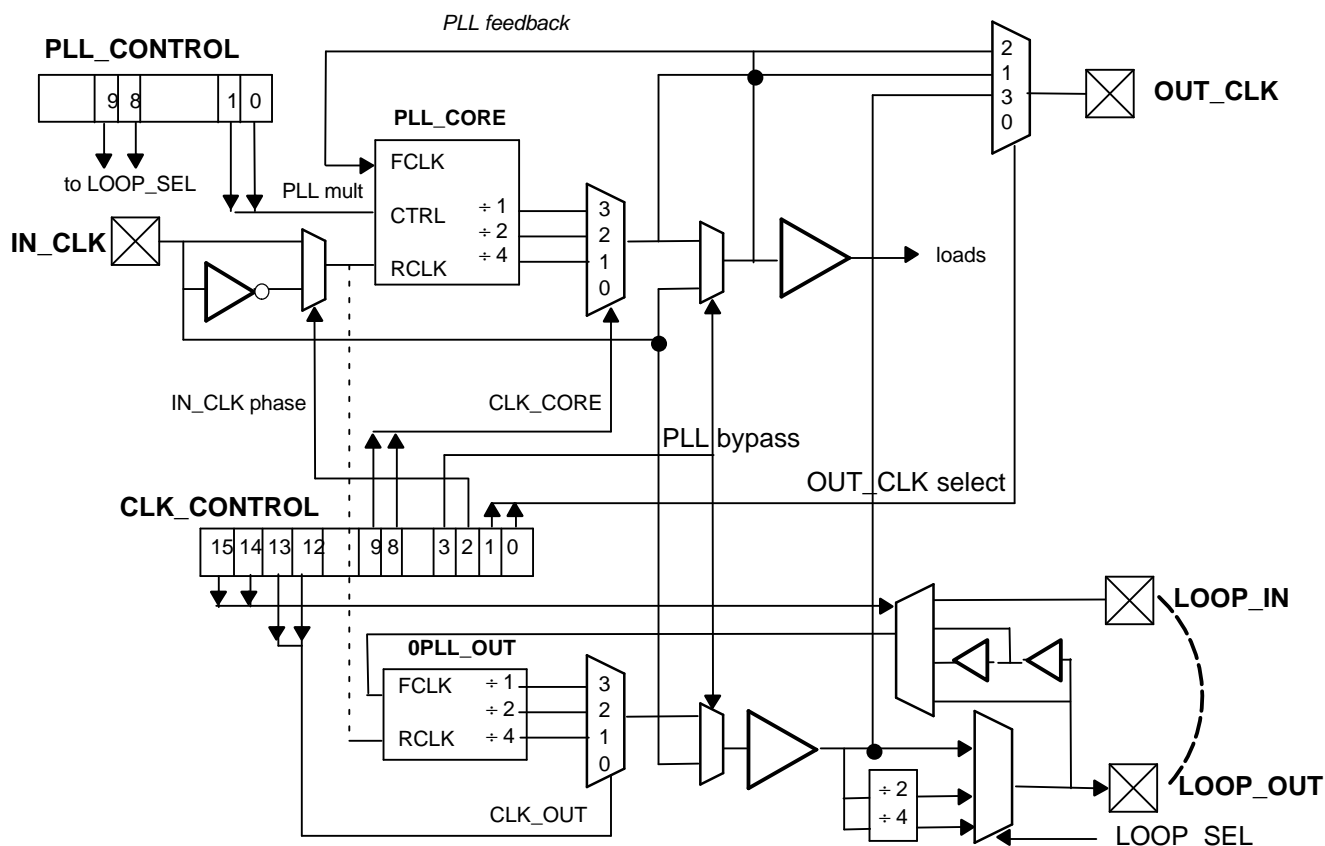 PLL feedback
PLL_CONTROL
9 8 1 0
to LOOP_SEL
PLL mult
PLL_CORE
FCLK
CTRL
RCLK
÷ 1
÷ 2
÷ 4
3
2
1
0
2
1
3
0
OUT_CLK
IN_CLK
loads
IN_CLK phase
CLK_CORE
PLL bypass
OUT_CLK select
CLK_CONTROL
15 14 13 12 9 8 3 2 1 0
LOOP_IN
0PLL_OUT
FCLK
RCLK
÷ 1
÷ 2
÷ 4
3
2
1
0
CLK_OUT
÷ 2
÷ 4
LOOP_OUT
LOOP_SEL